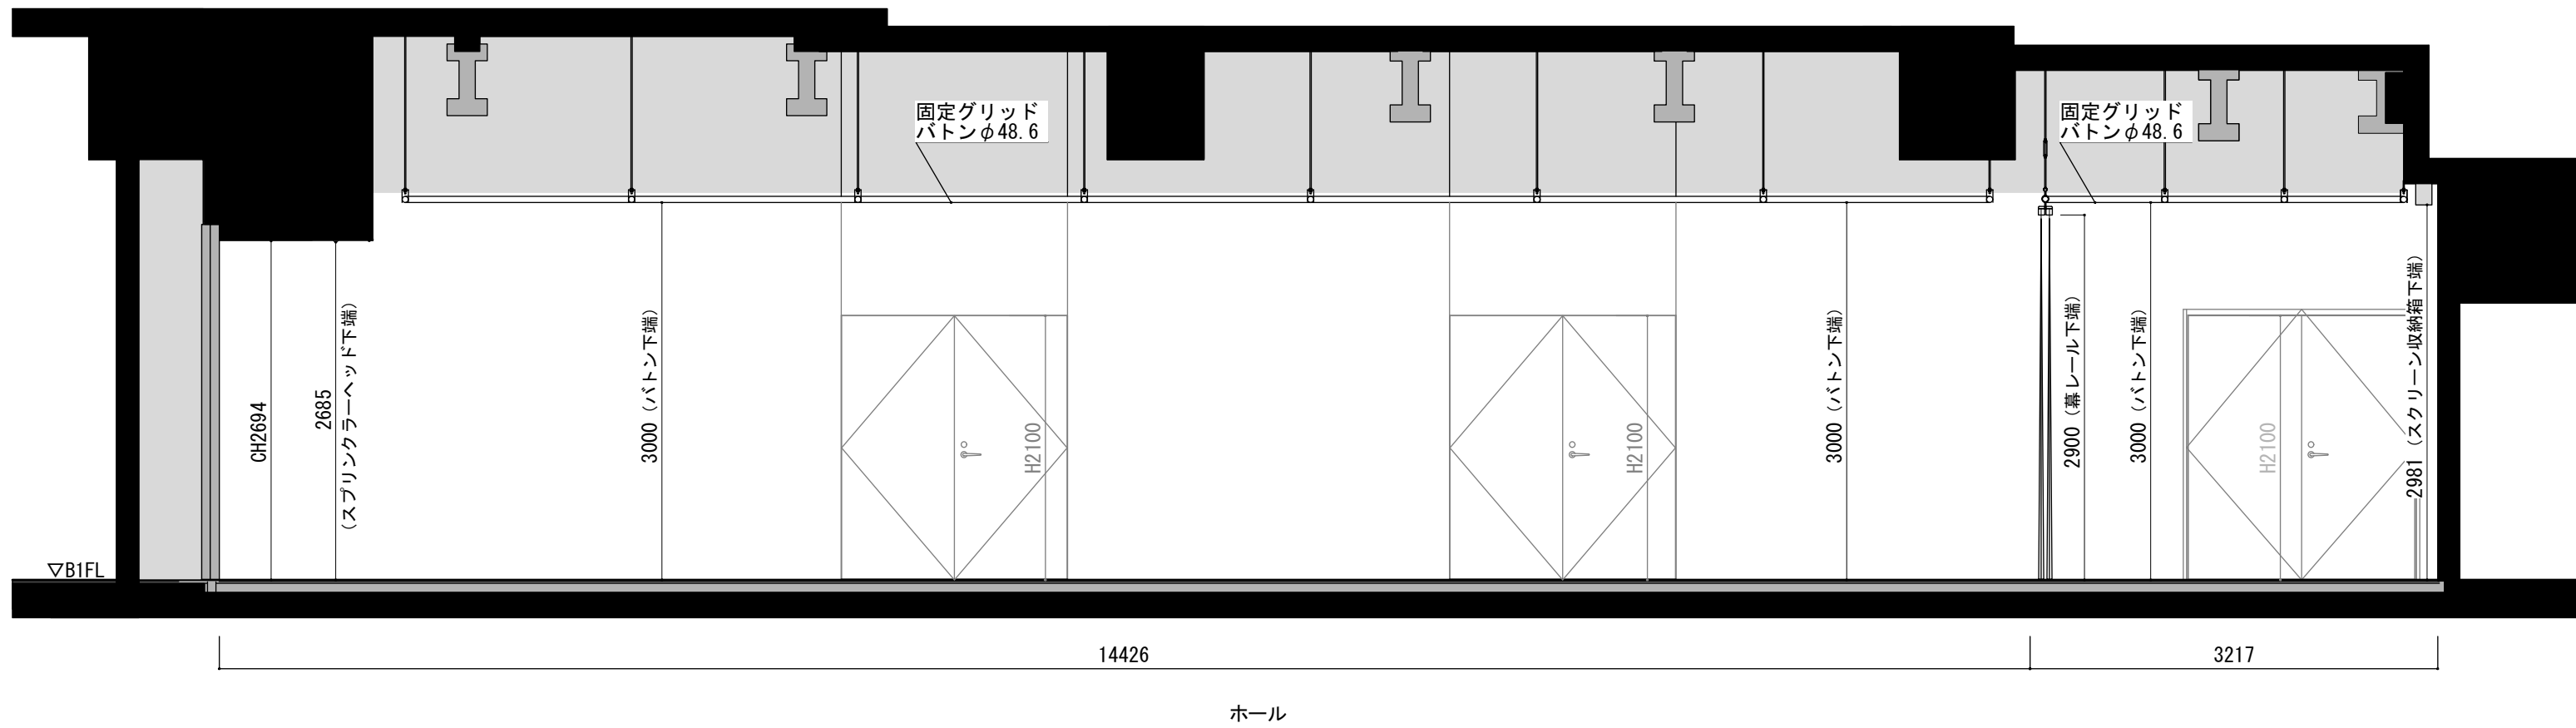 固定グリッド
バトンφ48.6
固定グリッド
バトンφ48.6
CH2694
2685
（スプリンクラーヘッド下端）
3000（バトン下端）
H2100
H2100
3000（バトン下端）
2900（幕レール下端）
3000（バトン下端）
H2100
2981（スクリーン収納箱下端）
▽B1FL
14426
3217
ホール